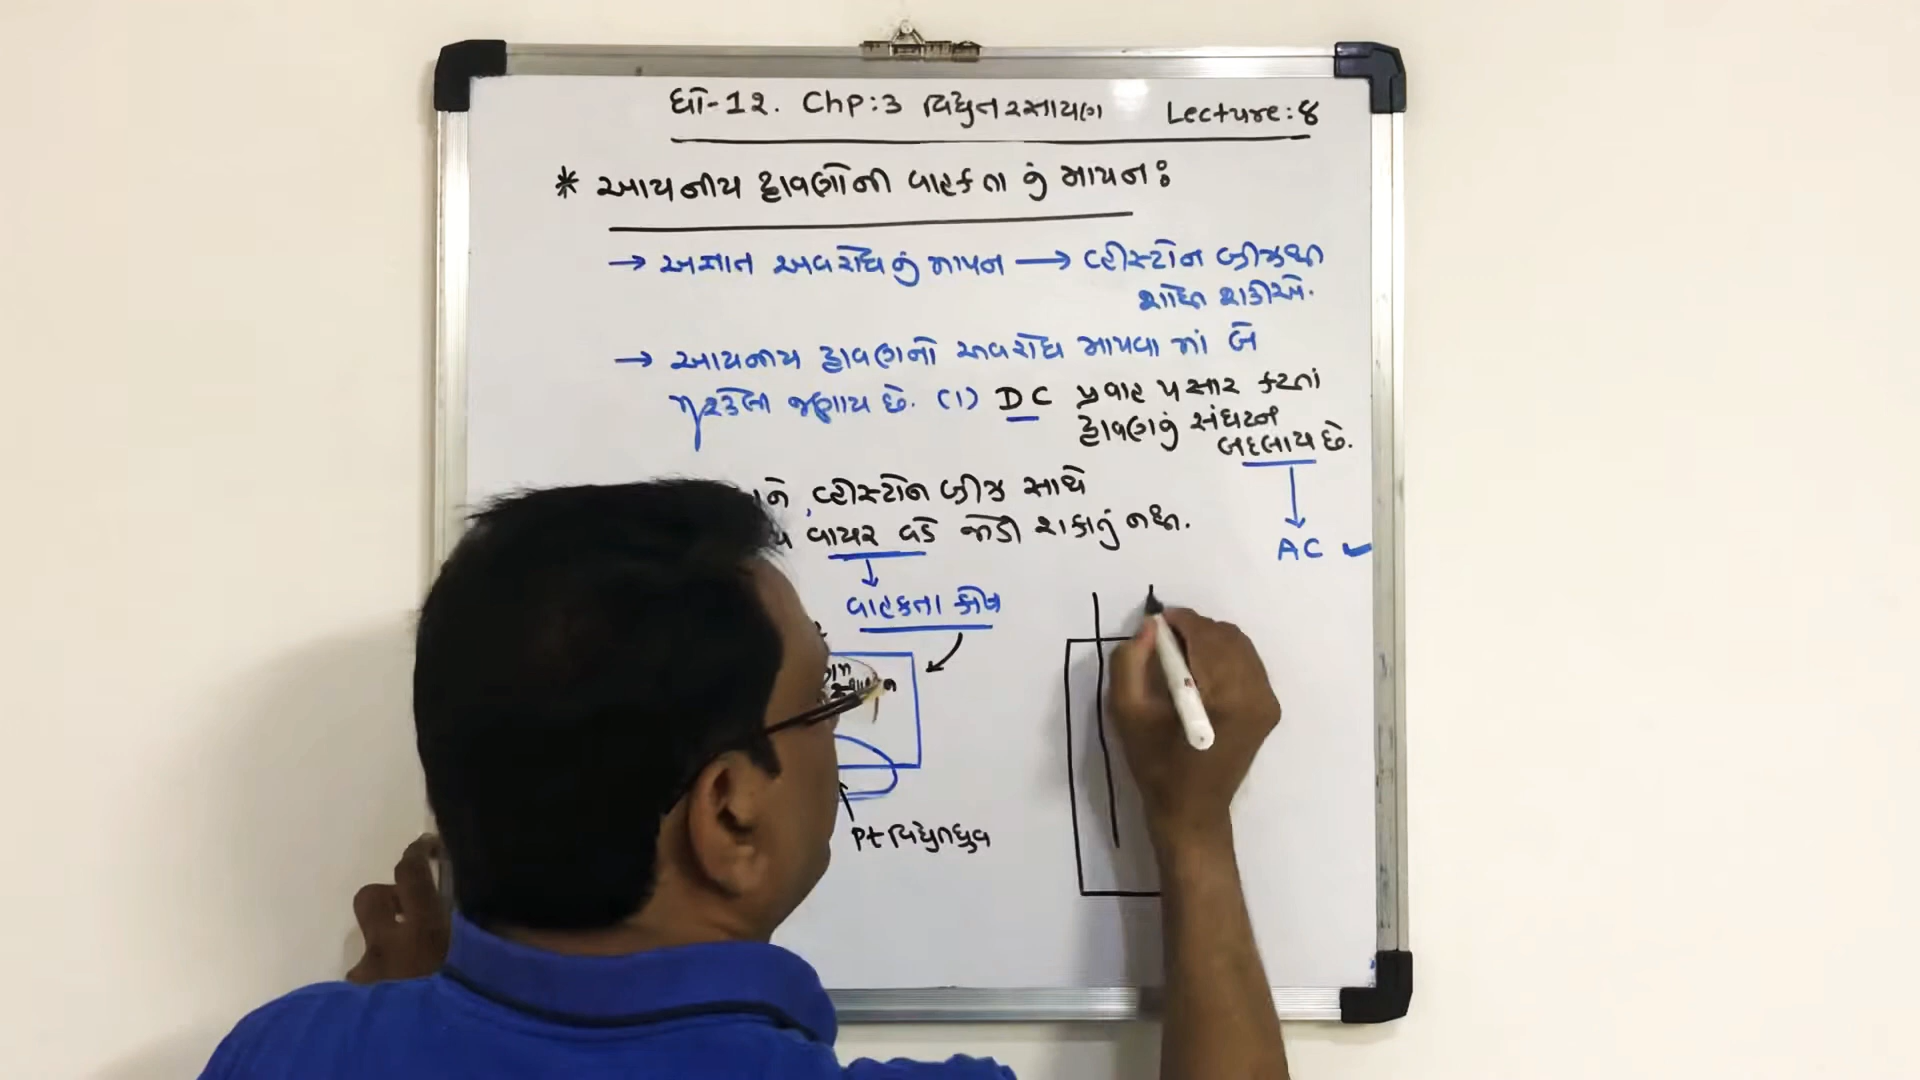 ધો-12. Chp:3 વિદ્યુતરસાયણ Lecture:8
* આયનીય દ્રાવણોની વાહકતા નું માપન :
→ અજ્ઞાત અવરોધનું માપન → વ્હીસ્ટોન બ્રીજથી
શોધી શકીએ.
→ આયનીય દ્રાવણનો અવરોધ માપવા માં બે
મુશ્કેલી જણાય છે. (1) DC પ્રવાહ પસાર કરતાં
દ્રાવણનું સંઘટન
બદલાય છે.
વ્હીસ્ટોન બ્રીજ સાથે
વાયર વડે જોડી શકાતું નથી.
AC
વાહકતા કોષ
Pt વિદ્યુતધ્રુવ